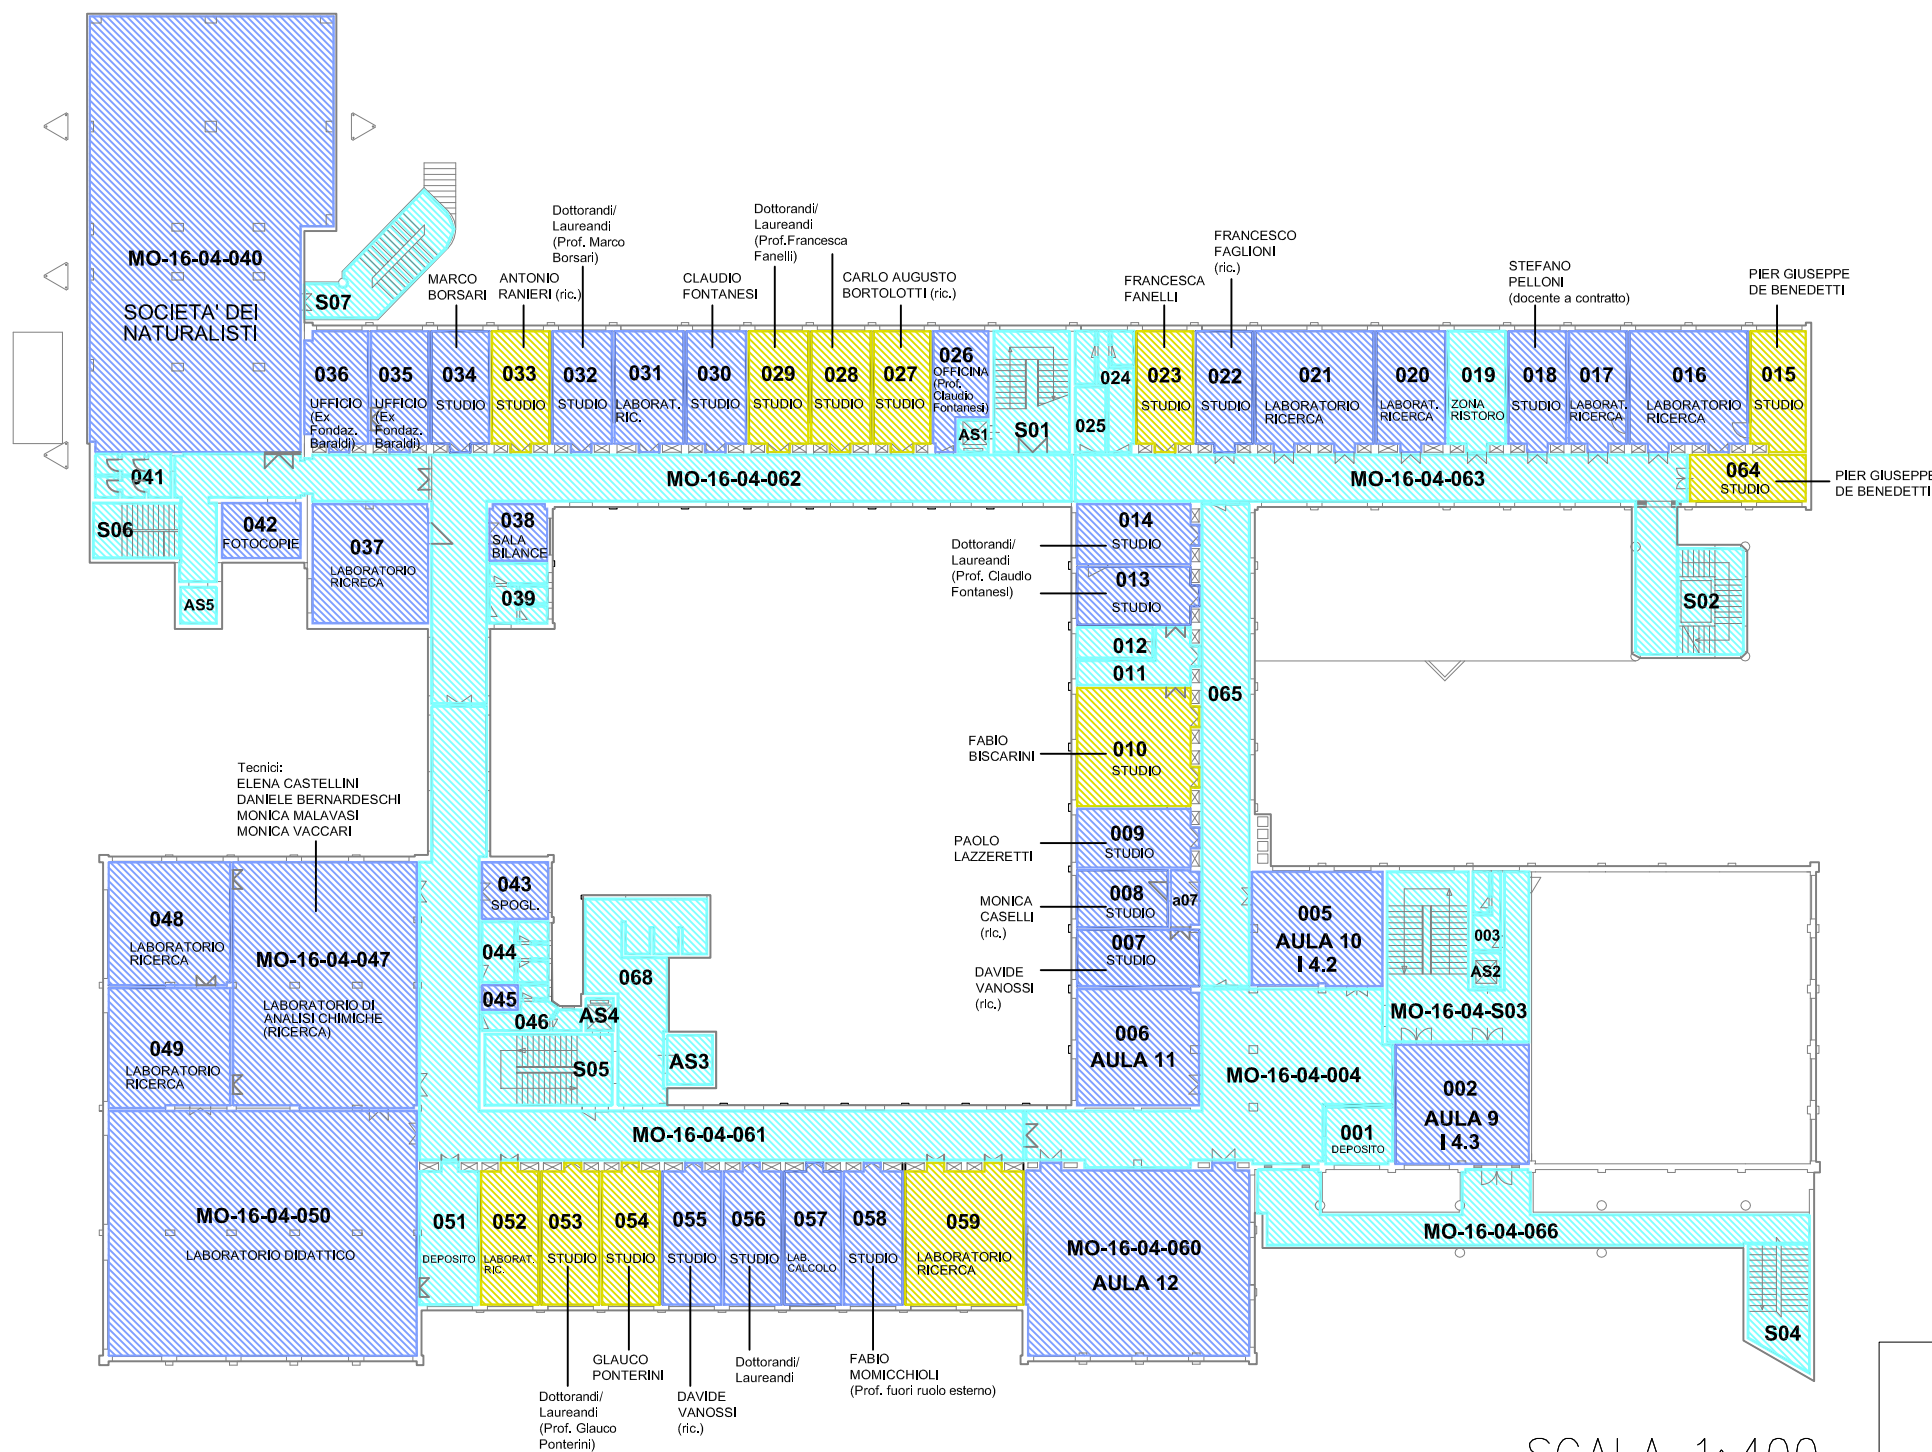 MO-16-04-040
SOCIETA' DEI
NATURALISTI
S07
MARCO
BORSARI
ANTONIO
RANIERI (ric.)
Dottorandi/
Laureandi
(Prof. Marco
Borsari)
CLAUDIO
FONTANESI
Dottorandi/
Laureandi
(Prof.Francesca
Fanelli)
CARLO AUGUSTO
BORTOLOTTI (ric.)
FRANCESCA
FANELLI
FRANCESCO
FAGLIONI
(ric.)
STEFANO
PELLONI
(docente a contratto)
PIER GIUSEPPE
DE BENEDETTI
036
UFFICIO
(Ex
Fondaz.
Baraldi)
035
UFFICIO
(Ex
Fondaz.
Baraldi)
034
STUDIO
033
STUDIO
032
STUDIO
031
LABORAT.
RIC.
030
STUDIO
029
STUDIO
028
STUDIO
027
STUDIO
026
OFFICINA
(Prof.
Claudio
Fontanesi)
AS1
S01
024
025
023
STUDIO
022
STUDIO
021
LABORATORIO
RICERCA
020
LABORAT.
RICERCA
019
ZONA
RISTORO
018
STUDIO
017
LABORAT.
RICERCA
016
LABORATORIO
RICERCA
015
STUDIO
041
MO-16-04-062
MO-16-04-063
064
STUDIO
PIER GIUSEPPE
DE BENEDETTI
S06
042
FOTOCOPIE
037
LABORATORIO
RICRECA
038
SALA
BILANCE
039
AS5
Dottorandi/
Laureandi
(Prof. Claudio
Fontanesi)
014
STUDIO
013
STUDIO
012
011
065
S02
FABIO
BISCARINI
010
STUDIO
Tecnici:
ELENA CASTELLINI
DANIELE BERNARDESCHI
MONICA MALAVASI
MONICA VACCARI
PAOLO
LAZZERETTI
009
STUDIO
MONICA
CASELLI
(ric.)
008
STUDIO
a07
DAVIDE
VANOSSI
(ric.)
007
STUDIO
005
AULA 10
I 4.2
003
AS2
MO-16-04-S03
048
LABORATORIO
RICERCA
MO-16-04-047
LABORATORIO DI
ANALISI CHIMICHE
(RICERCA)
049
LABORATORIO
RICERCA
043
SPOGL.
044
045
046
068
AS4
S05
AS3
006
AULA 11
MO-16-04-004
002
AULA 9
I 4.3
001
DEPOSITO
MO-16-04-061
MO-16-04-050
LABORATORIO DIDATTICO
051
DEPOSITO
052
LABORAT.
RIC.
053
STUDIO
054
STUDIO
055
STUDIO
056
STUDIO
057
LAB.
CALCOLO
058
STUDIO
059
LABORATORIO
RICERCA
MO-16-04-060
AULA 12
MO-16-04-066
S04
Dottorandi/
Laureandi
(Prof. Glauco
Ponterini)
GLAUCO
PONTERINI
DAVIDE
VANOSSI
(ric.)
Dottorandi/
Laureandi
FABIO
MOMICCHIOLI
(Prof. fuori ruolo esterno)
SCALA 1:400